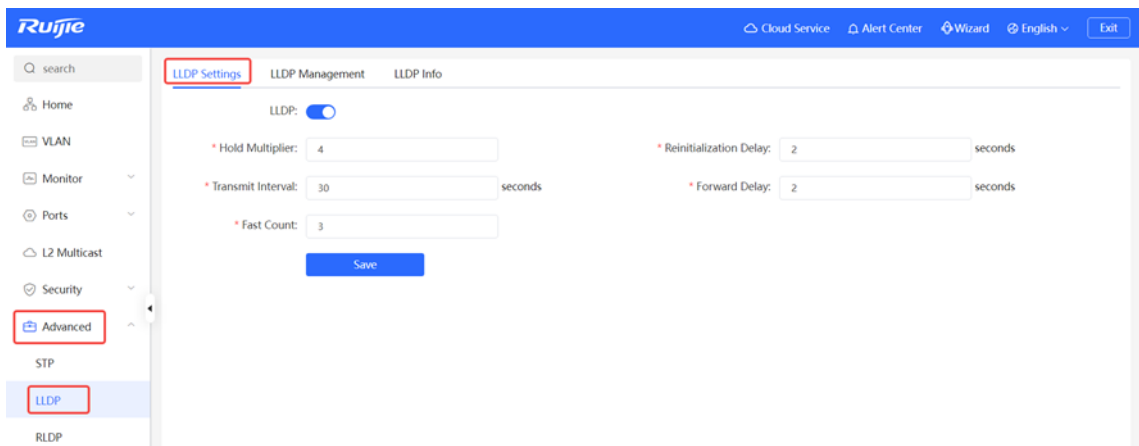 Ruijie
Cloud Service Alert Center Wizard English Exit
search
Home
VLAN
Monitor
Ports
L2 Multicast
Security
Advanced
STP
LLDP
RLDP
LLDP Settings LLDP Management LLDP Info
LLDP:
* Hold Multiplier: 4 * Reinitialization Delay: 2 seconds
* Transmit Interval: 30 seconds * Forward Delay: 2 seconds
* Fast Count: 3
Save